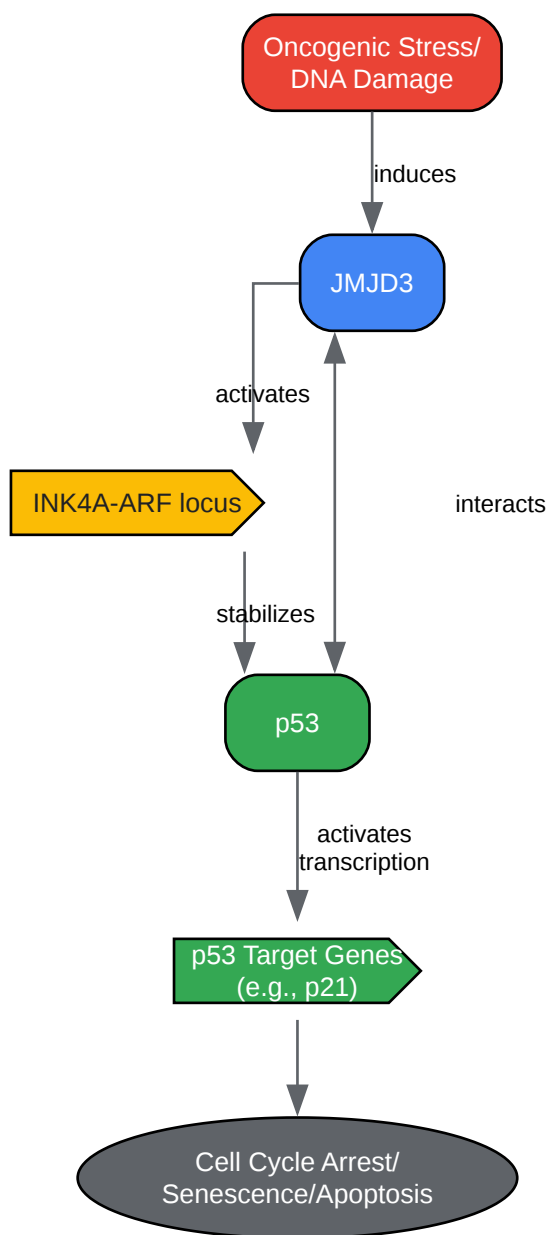 Oncogenic Stress/
DNA Damage
induces
JMJD3
activates
INK4A-ARF locus
interacts
stabilizes
p53
activates
transcription
p53 Target Genes
(e.g., p21)
Cell Cycle Arrest/
Senescence/Apoptosis